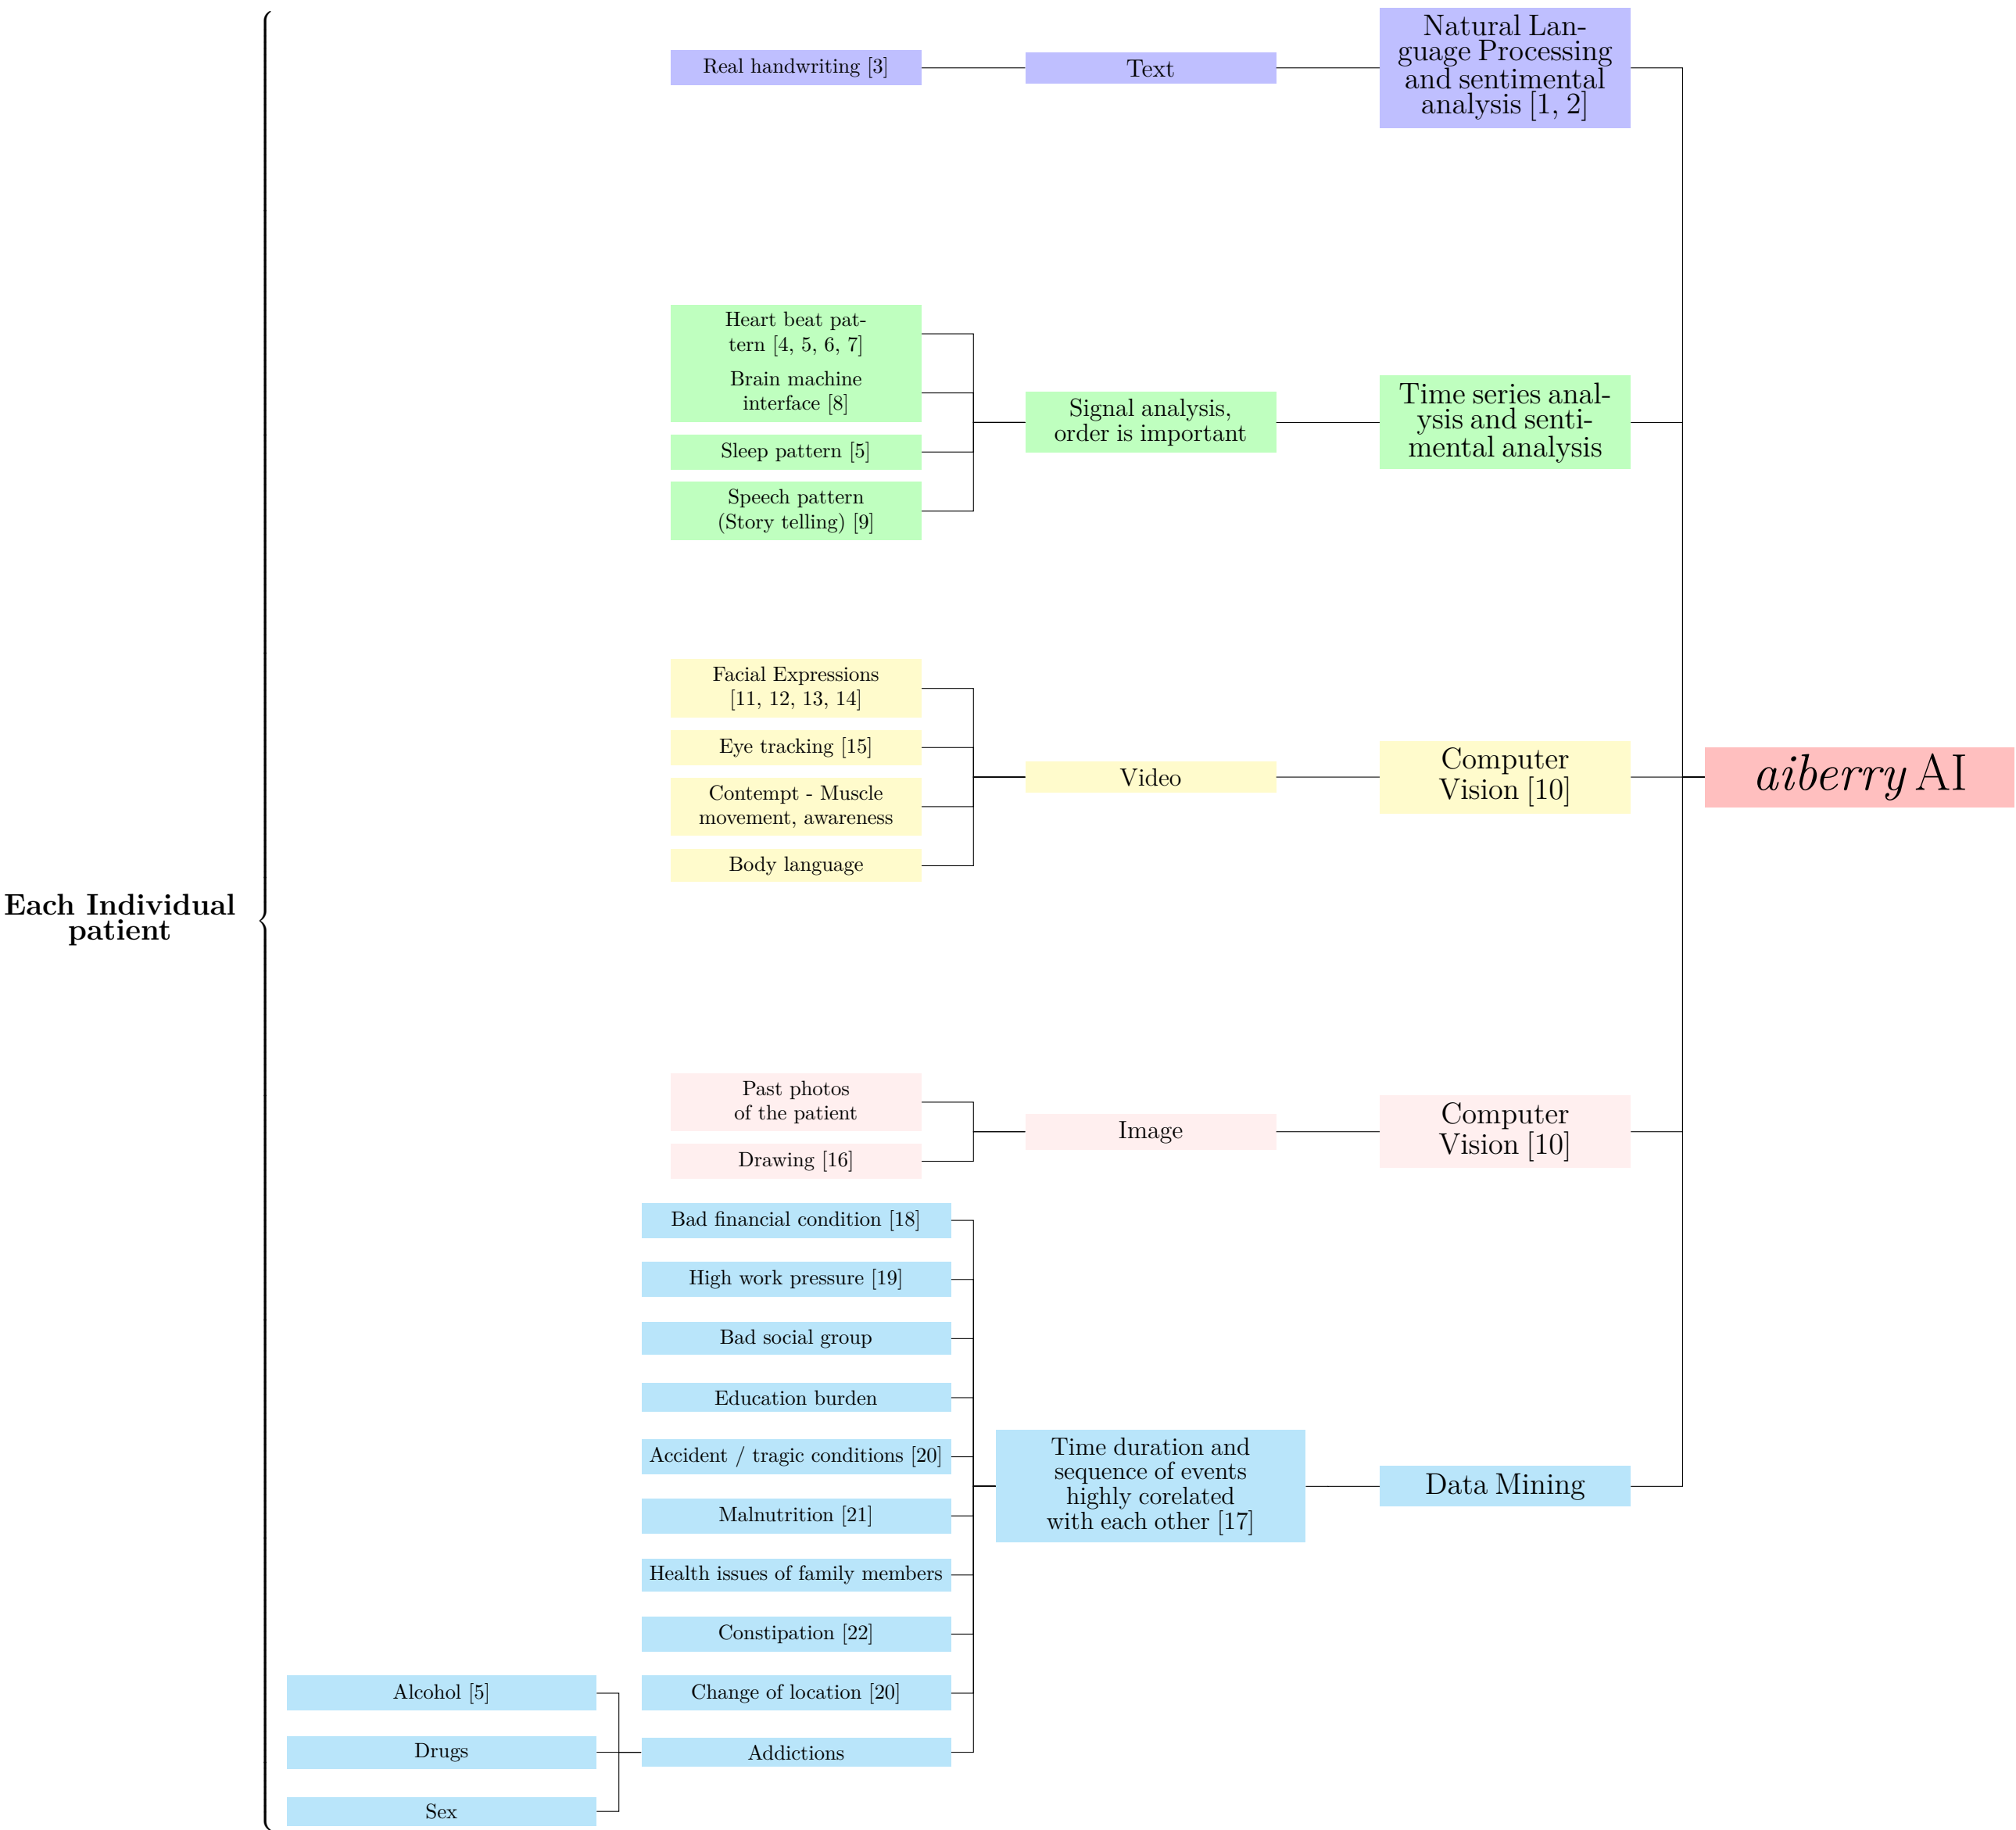 Natural Lan-
guage Processing
and sentimental
analysis [1, 2]
Text
Real handwriting [3]
Heart beat pat-
tern [4, 5, 6, 7]
Brain machine
interface [8]
Sleep pattern [5]
Speech pattern
(Story telling) [9]
Signal analysis,
order is important
Time series anal-
ysis and senti-
mental analysis
Facial Expressions
[11, 12, 13, 14]
Eye tracking [15]
Contempt - Muscle
movement, awareness
Body language
Video
Computer
Vision [10]
aiberry AI
Each Individual
patient
Past photos
of the patient
Drawing [16]
Image
Computer
Vision [10]
Bad financial condition [18]
High work pressure [19]
Bad social group
Education burden
Accident / tragic conditions [20]
Malnutrition [21]
Health issues of family members
Constipation [22]
Change of location [20]
Addictions
Time duration and
sequence of events
highly corelated
with each other [17]
Data Mining
Alcohol [5]
Drugs
Sex